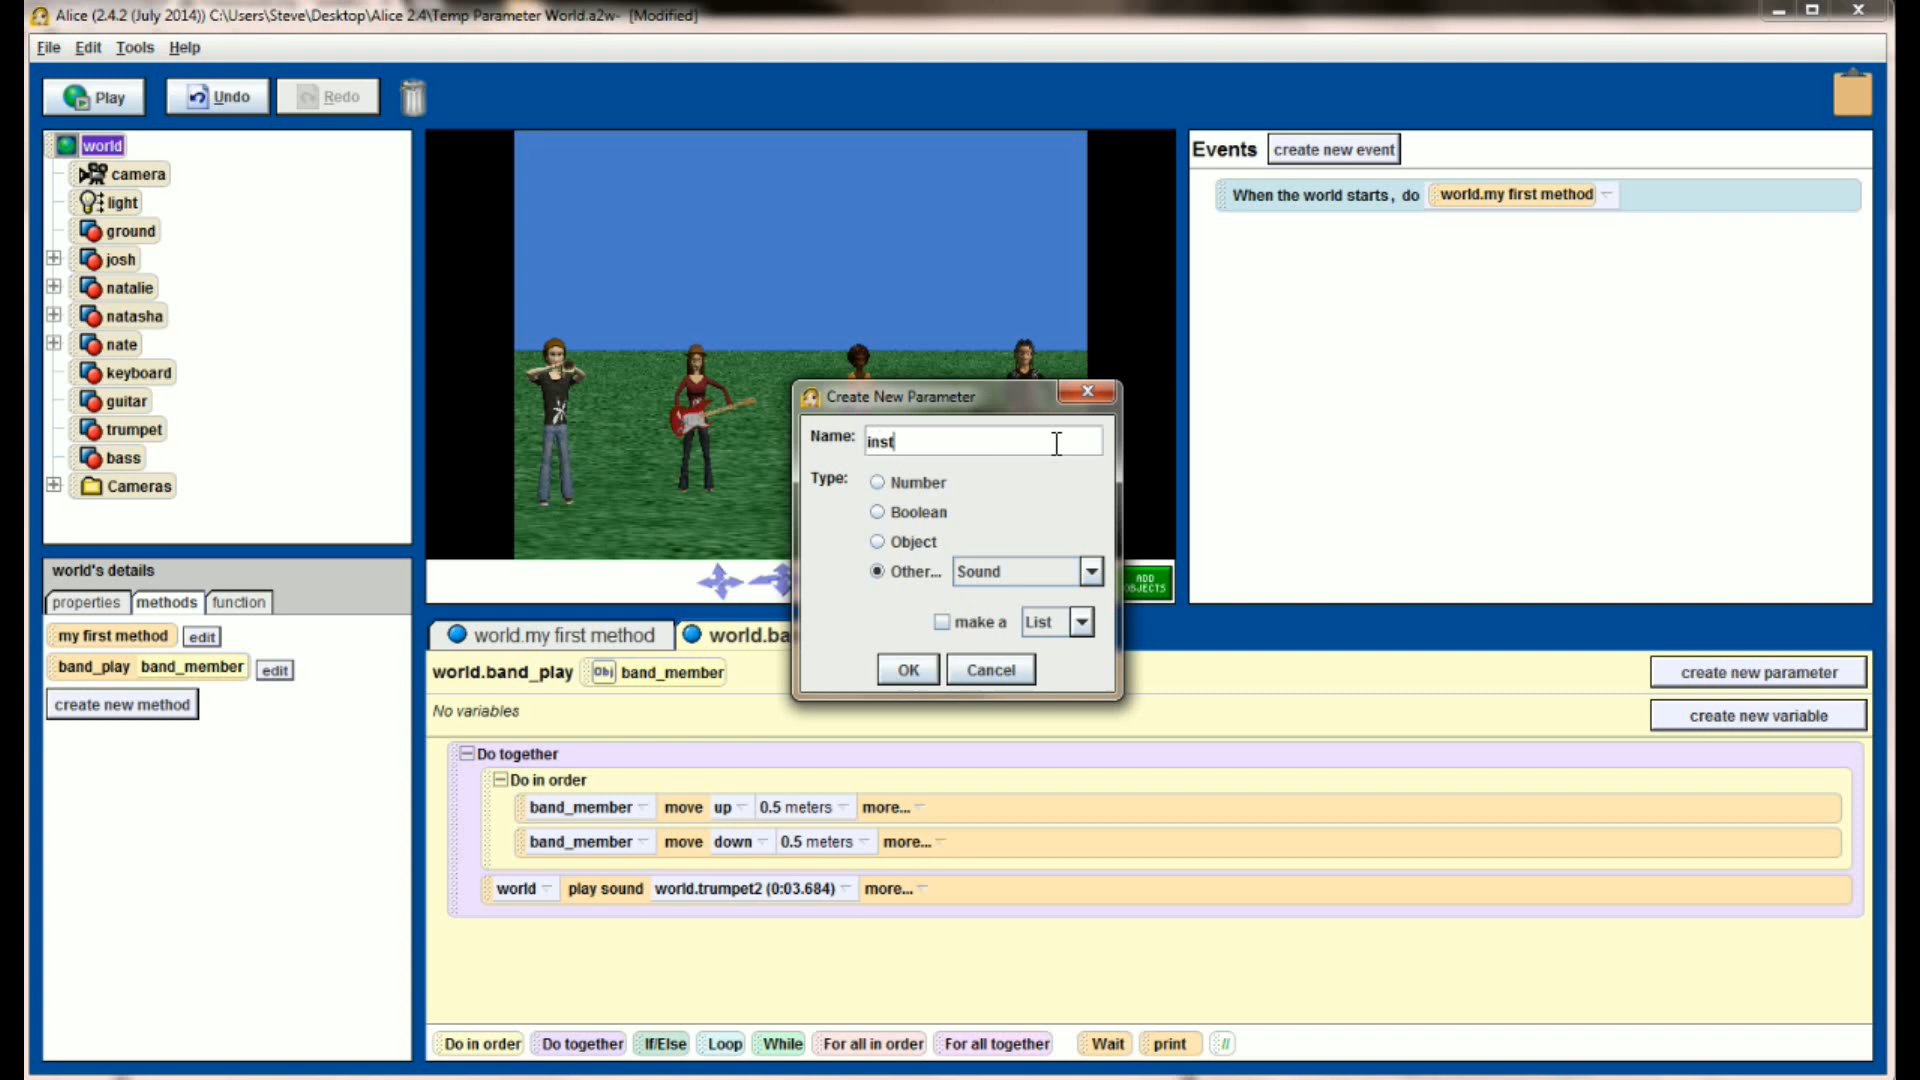 Alice (2.4.2 (July 2014)) C:\Users\Steve\Desktop\Alice 2.4\Temp Parameter World.a2w- [Modified]
File Edit Tools Help
Play Undo Redo
world
camera
light
ground
josh
natalie
natasha
nate
keyboard
guitar
trumpet
bass
Cameras
Events create new event
When the world starts, do world.my first method
Create New Parameter
Name: inst
Type: Number
Boolean
Object
Other... Sound
make a List
OK Cancel
ADD
OBJECTS
world's details
properties methods function
my first method edit
band_play band_member edit
create new method
world.my first method world.ba
world.band_play Obj band_member create new parameter
No variables create new variable
Do together
Do in order
band_member move up 0.5 meters more...
band_member move down 0.5 meters more...
world play sound world.trumpet2 (0:03.684) more...
Do in order Do together If/Else Loop While For all in order For all together Wait print //